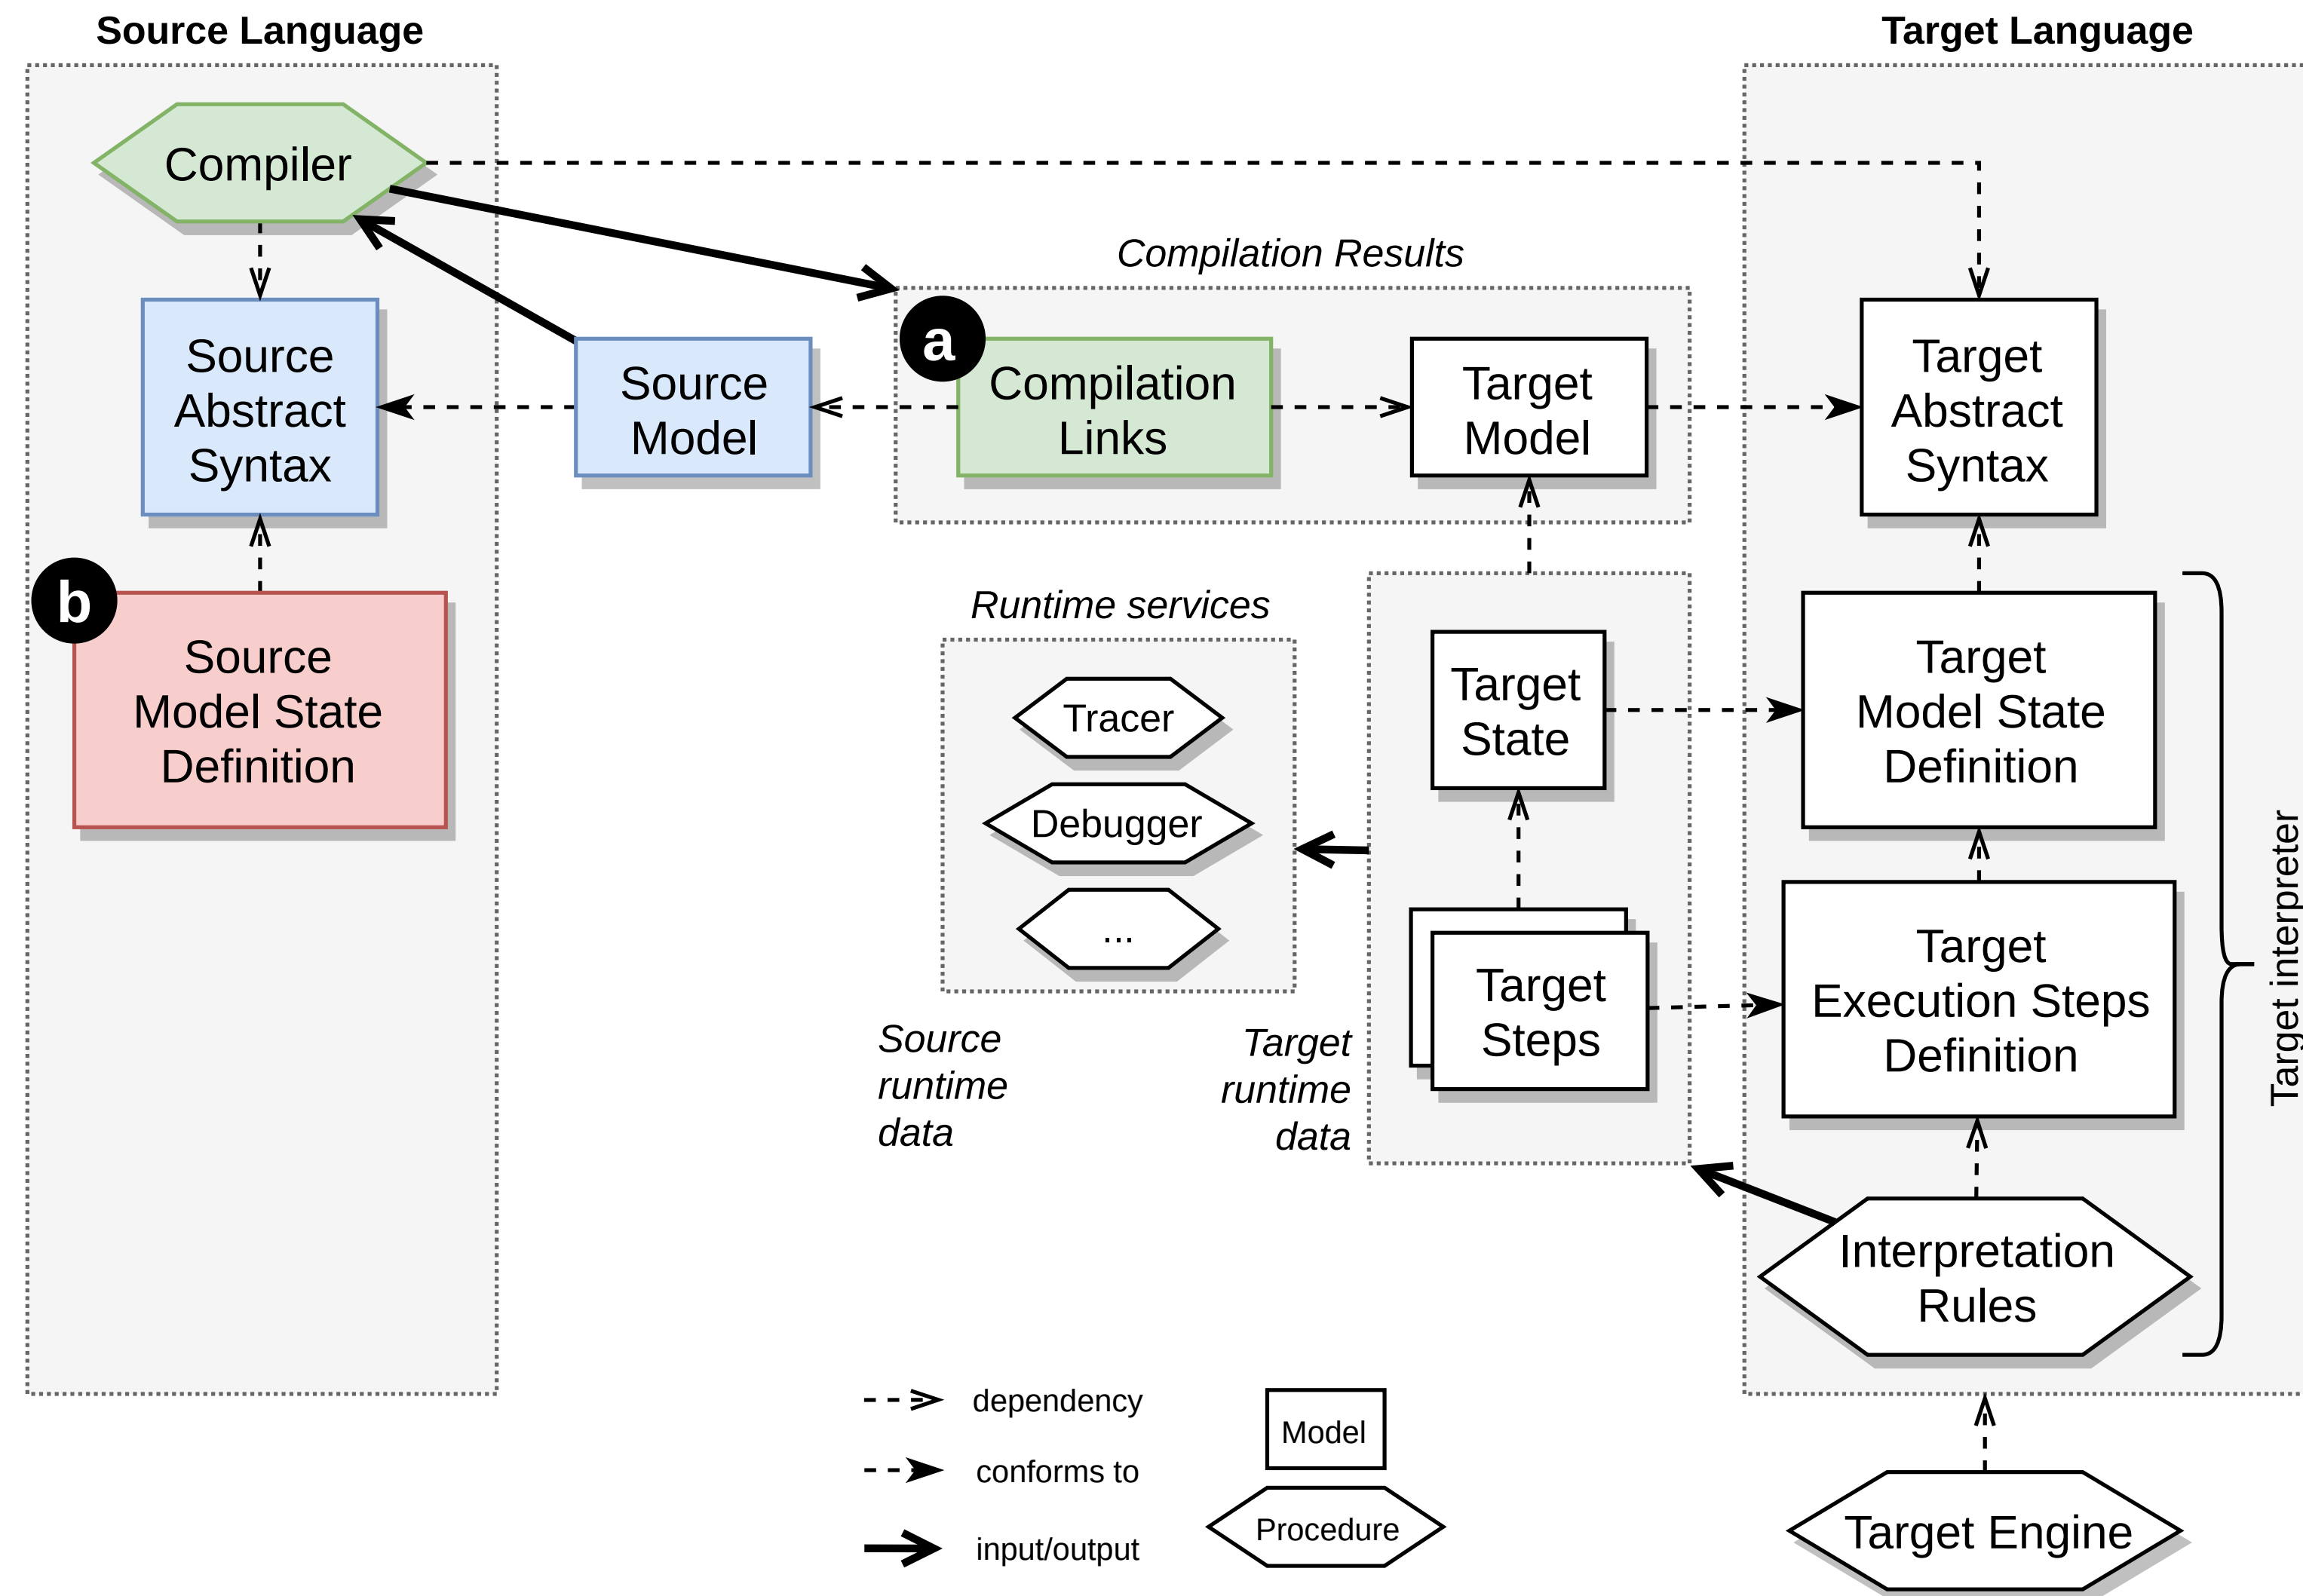 Source Language
Target Language
Compiler
Compilation Results
Source
Abstract
Syntax
Source
Model
a
Compilation
Links
Target
Model
Target
Abstract
Syntax
b
Source
Model State
Definition
Runtime services
Tracer
Debugger
...
Target
State
Target
Model State
Definition
Source
runtime
data
Target
runtime
data
Target
Steps
Target
Execution Steps
Definition
Target interpreter
Interpretation
Rules
dependency
conforms to
input/output
Model
Procedure
Target Engine